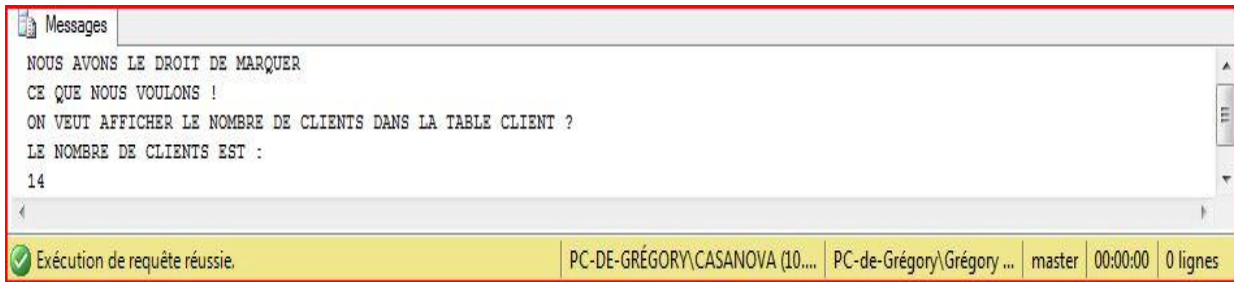 Messages
NOUS AVONS LE DROIT DE MARQUER
CE QUE NOUS VOULONS !
ON VEUT AFFICHER LE NOMBRE DE CLIENTS DANS LA TABLE CLIENT ?
LE NOMBRE DE CLIENTS EST :
14
Exécution de requête réussie. PC-DE-GRÉGORY\CASANOVA (10.... PC-de-Grégory\Grégory ... master 00:00:00 0 lignes